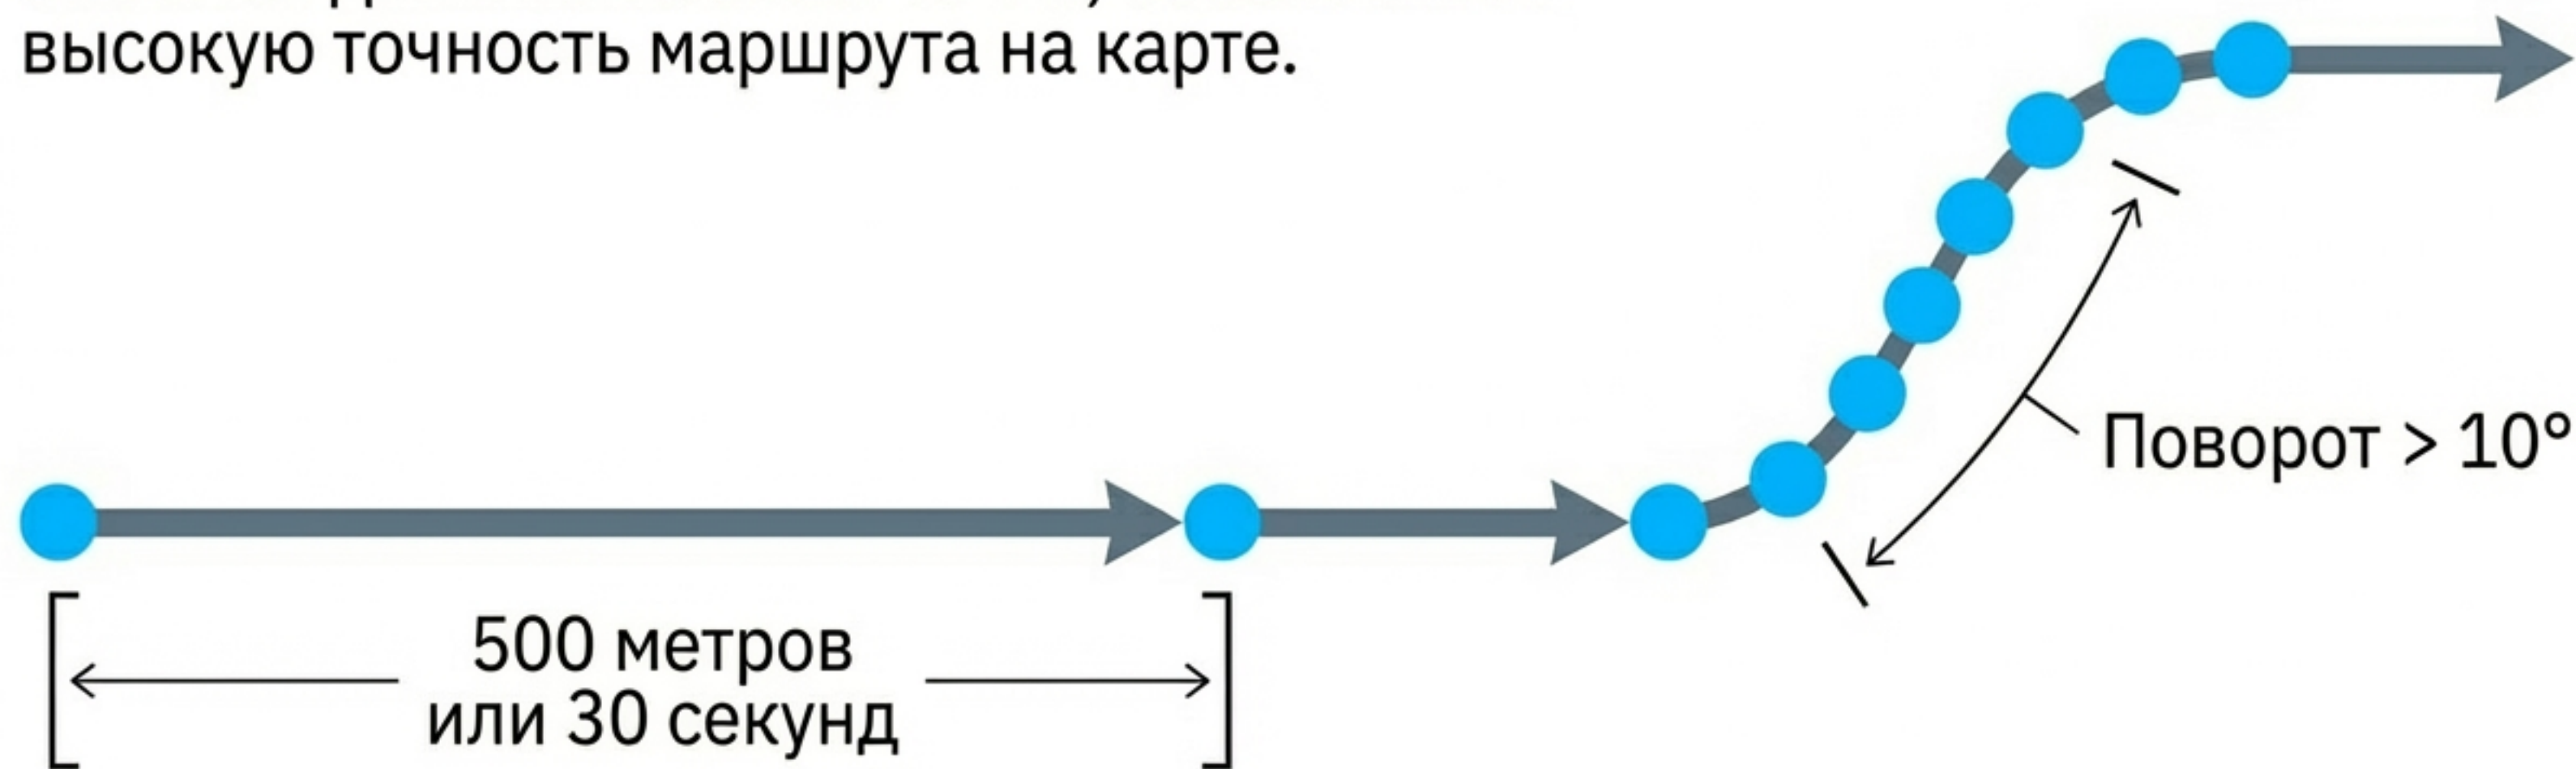 высокую точность маршрута на карте.
Поворот > 10°
500 метров
или 30 секунд